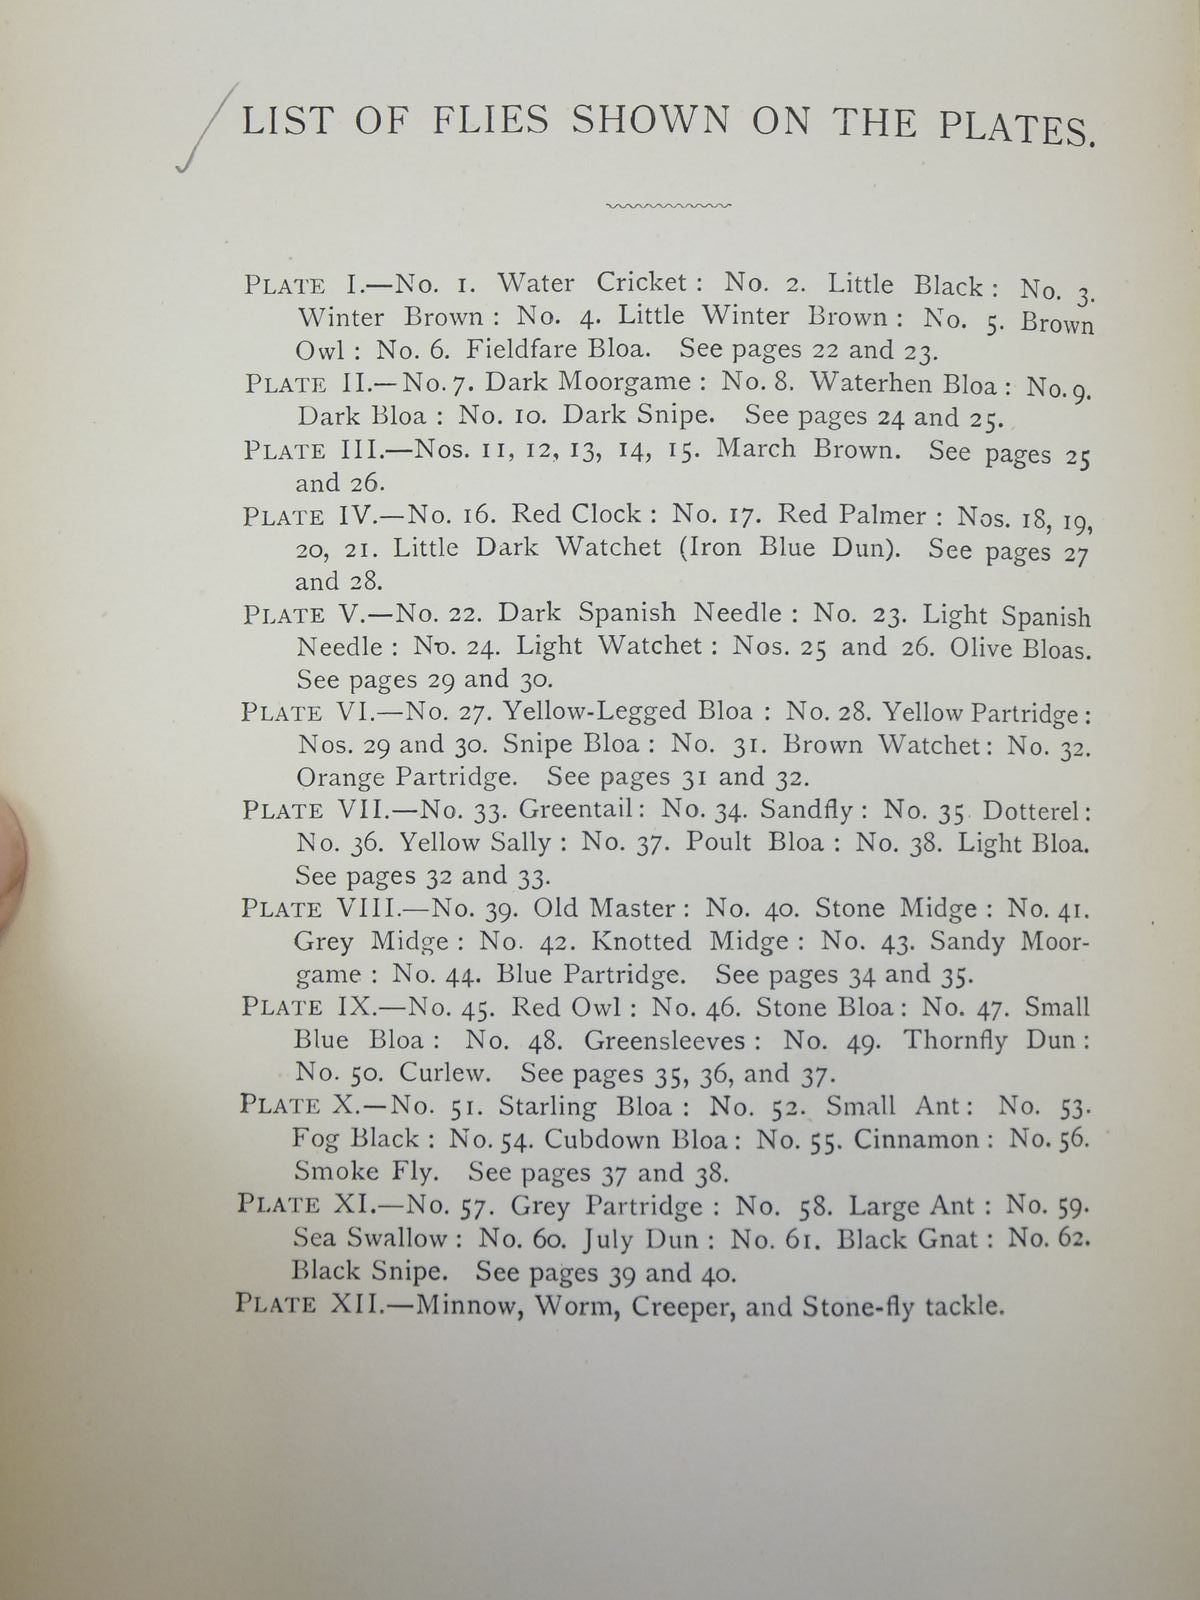 LIST OF FLIES SHOWN ON THE PLATES.
PLATE I.—No. 1. Water Cricket : No. 2. Little Black : No. 3.
Winter Brown : No. 4. Little Winter Brown : No. 5. Brown
Owl : No. 6. Fieldfare Bloa. See pages 22 and 23.
PLATE II.—No. 7. Dark Moorgame : No. 8. Waterhen Bloa : No. 9.
Dark Bloa : No. 10. Dark Snipe. See pages 24 and 25.
PLATE III.—Nos. 11, 12, 13, 14, 15. March Brown. See pages 25
and 26.
PLATE IV.—No. 16. Red Clock : No. 17. Red Palmer : Nos. 18, 19,
20, 21. Little Dark Watchet (Iron Blue Dun). See pages 27
and 28.
PLATE V.—No. 22. Dark Spanish Needle : No. 23. Light Spanish
Needle : No. 24. Light Watchet : Nos. 25 and 26. Olive Bloas.
See pages 29 and 30.
PLATE VI.—No. 27. Yellow-Legged Bloa : No. 28. Yellow Partridge :
Nos. 29 and 30. Snipe Bloa : No. 31. Brown Watchet : No. 32.
Orange Partridge. See pages 31 and 32.
PLATE VII.—No. 33. Greentail : No. 34. Sandfly : No. 35. Dotterel :
No. 36. Yellow Sally : No. 37. Poult Bloa : No. 38. Light Bloa.
See pages 32 and 33.
PLATE VIII.—No. 39. Old Master : No. 40. Stone Midge : No. 41.
Grey Midge : No. 42. Knotted Midge : No. 43. Sandy Moor-
game : No. 44. Blue Partridge. See pages 34 and 35.
PLATE IX.—No. 45. Red Owl : No. 46. Stone Bloa : No. 47. Small
Blue Bloa : No. 48. Greensleeves : No. 49. Thornfly Dun :
No. 50. Curlew. See pages 35, 36, and 37.
PLATE X.—No. 51. Starling Bloa : No. 52. Small Ant : No. 53.
Fog Black : No. 54. Cubdown Bloa : No. 55. Cinnamon : No. 56.
Smoke Fly. See pages 37 and 38.
PLATE XI.—No. 57. Grey Partridge : No. 58. Large Ant : No. 59.
Sea Swallow : No. 60. July Dun : No. 61. Black Gnat : No. 62.
Black Snipe. See pages 39 and 40.
PLATE XII.—Minnow, Worm, Creeper, and Stone-fly tackle.